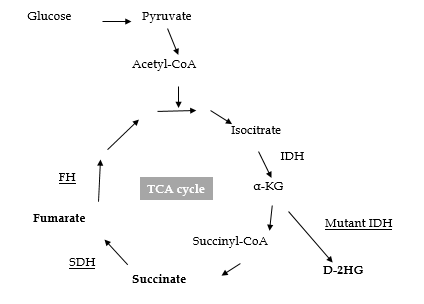 Glucose Pyruvate
Acetyl-CoA
Isocitrate
IDH
α-KG
FH
TCA cycle
Fumarate
Mutant IDH
Succinyl-CoA
SDH
D-2HG
Succinate